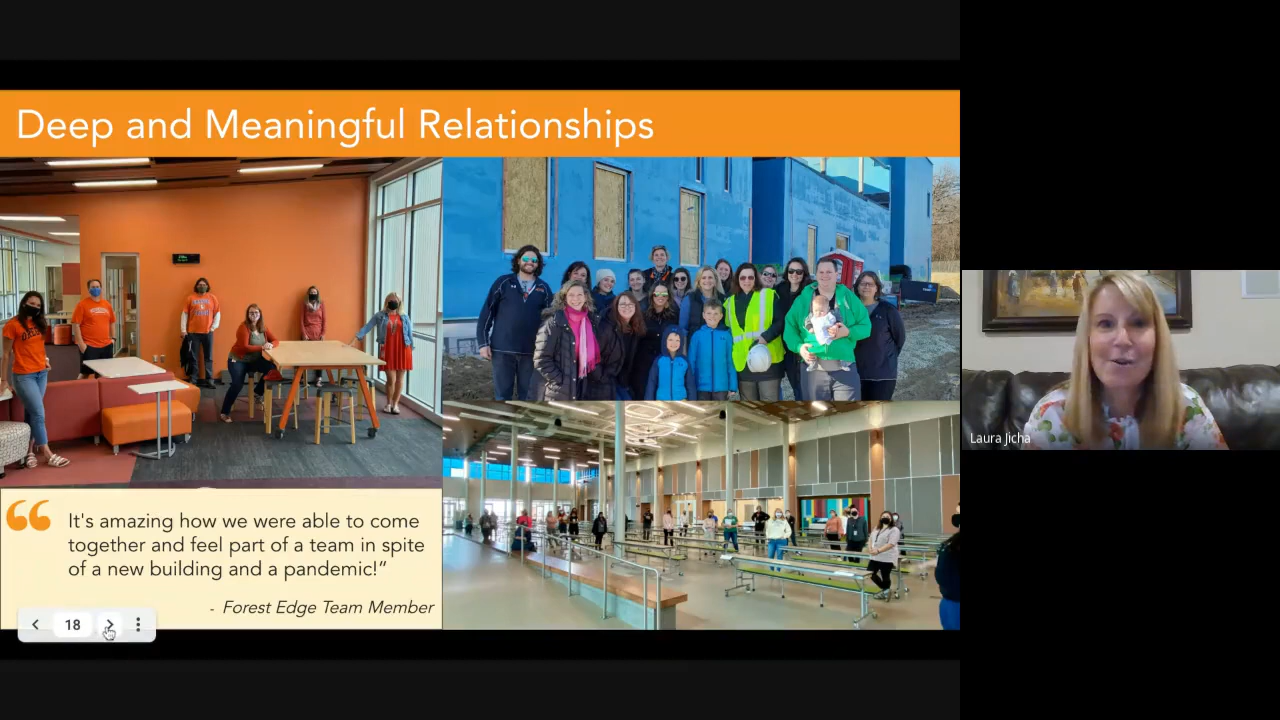 Deep and Meaningful Relationships
“
It's amazing how we were able to come
together and feel part of a team in spite
of a new building and a pandemic!”
- Forest Edge Team Member
18
Laura Jicha